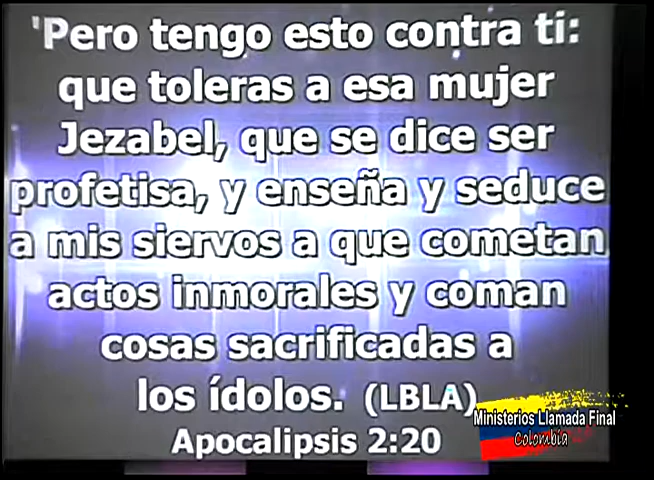 'Pero tengo esto contra ti:
que toleras a esa mujer
Jezabel, que se dice ser
profetisa, y enseña y seduce
a mis siervos a que cometan
actos inmorales y coman
cosas sacrificadas a
los ídolos. (LBLA)
Apocalipsis 2:20
Ministerios Llamada Final
Colombia